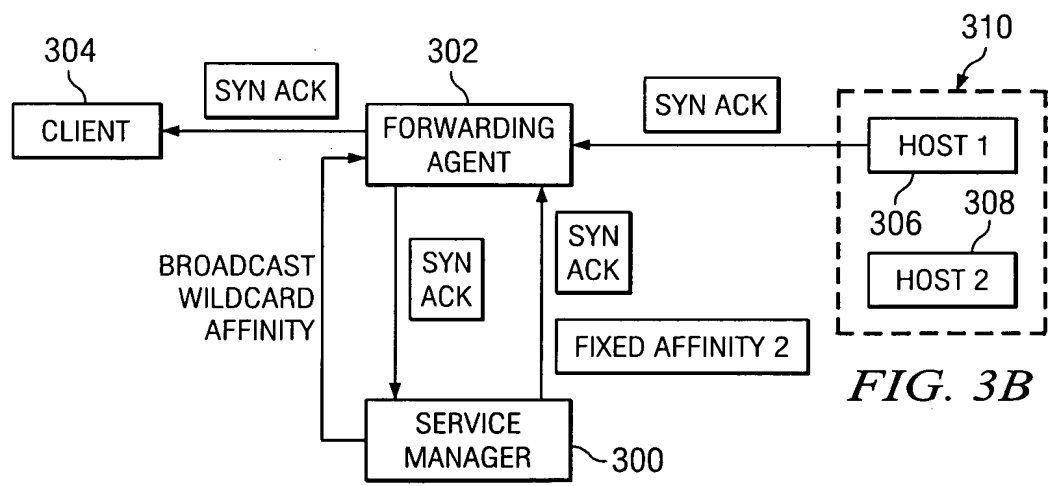 304
302
310
SYN ACK
SYN ACK
CLIENT
FORWARDING
AGENT
HOST 1
306
308
HOST 2
BROADCAST
WILDCARD
AFFINITY
SYN
ACK
SYN
ACK
FIXED AFFINITY 2
FIG. 3B
SERVICE
MANAGER
300